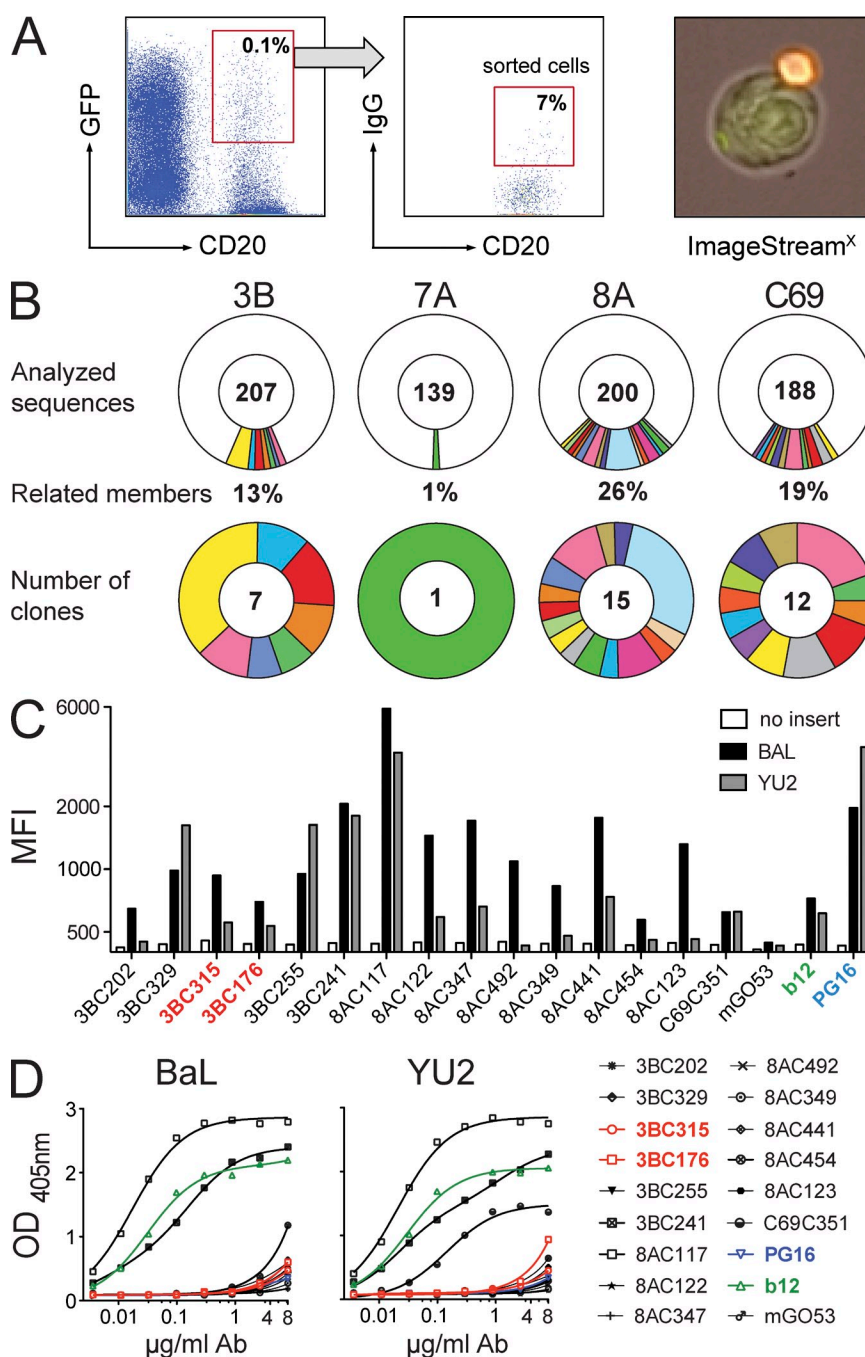 A
GFP
0.1%
CD20
IgG
sorted cells
7%
CD20
ImageStreamX
B
3B 7A 8A C69
Analyzed sequences
207 139 200 188
Related members 13% 1% 26% 19%
Number of clones
7 1 15 12
C
MFI
6000
2000
1000
500
no insert
BAL
YU2
3BC202
3BC329
3BC315
3BC176
3BC255
3BC241
8AC117
8AC122
8AC347
8AC492
8AC349
8AC441
8AC454
8AC123
C69C351
mGO53
b12
PG16
D
BaL YU2
OD 405nm
3
2
1
0
0.01 0.1 1 4 8
0.01 0.1 1 4 8
µg/ml Ab µg/ml Ab
3BC202 8AC492
3BC329 8AC349
3BC315 8AC441
3BC176 8AC454
3BC255 8AC123
3BC241 C69C351
8AC117 PG16
8AC122 b12
8AC347 mGO53